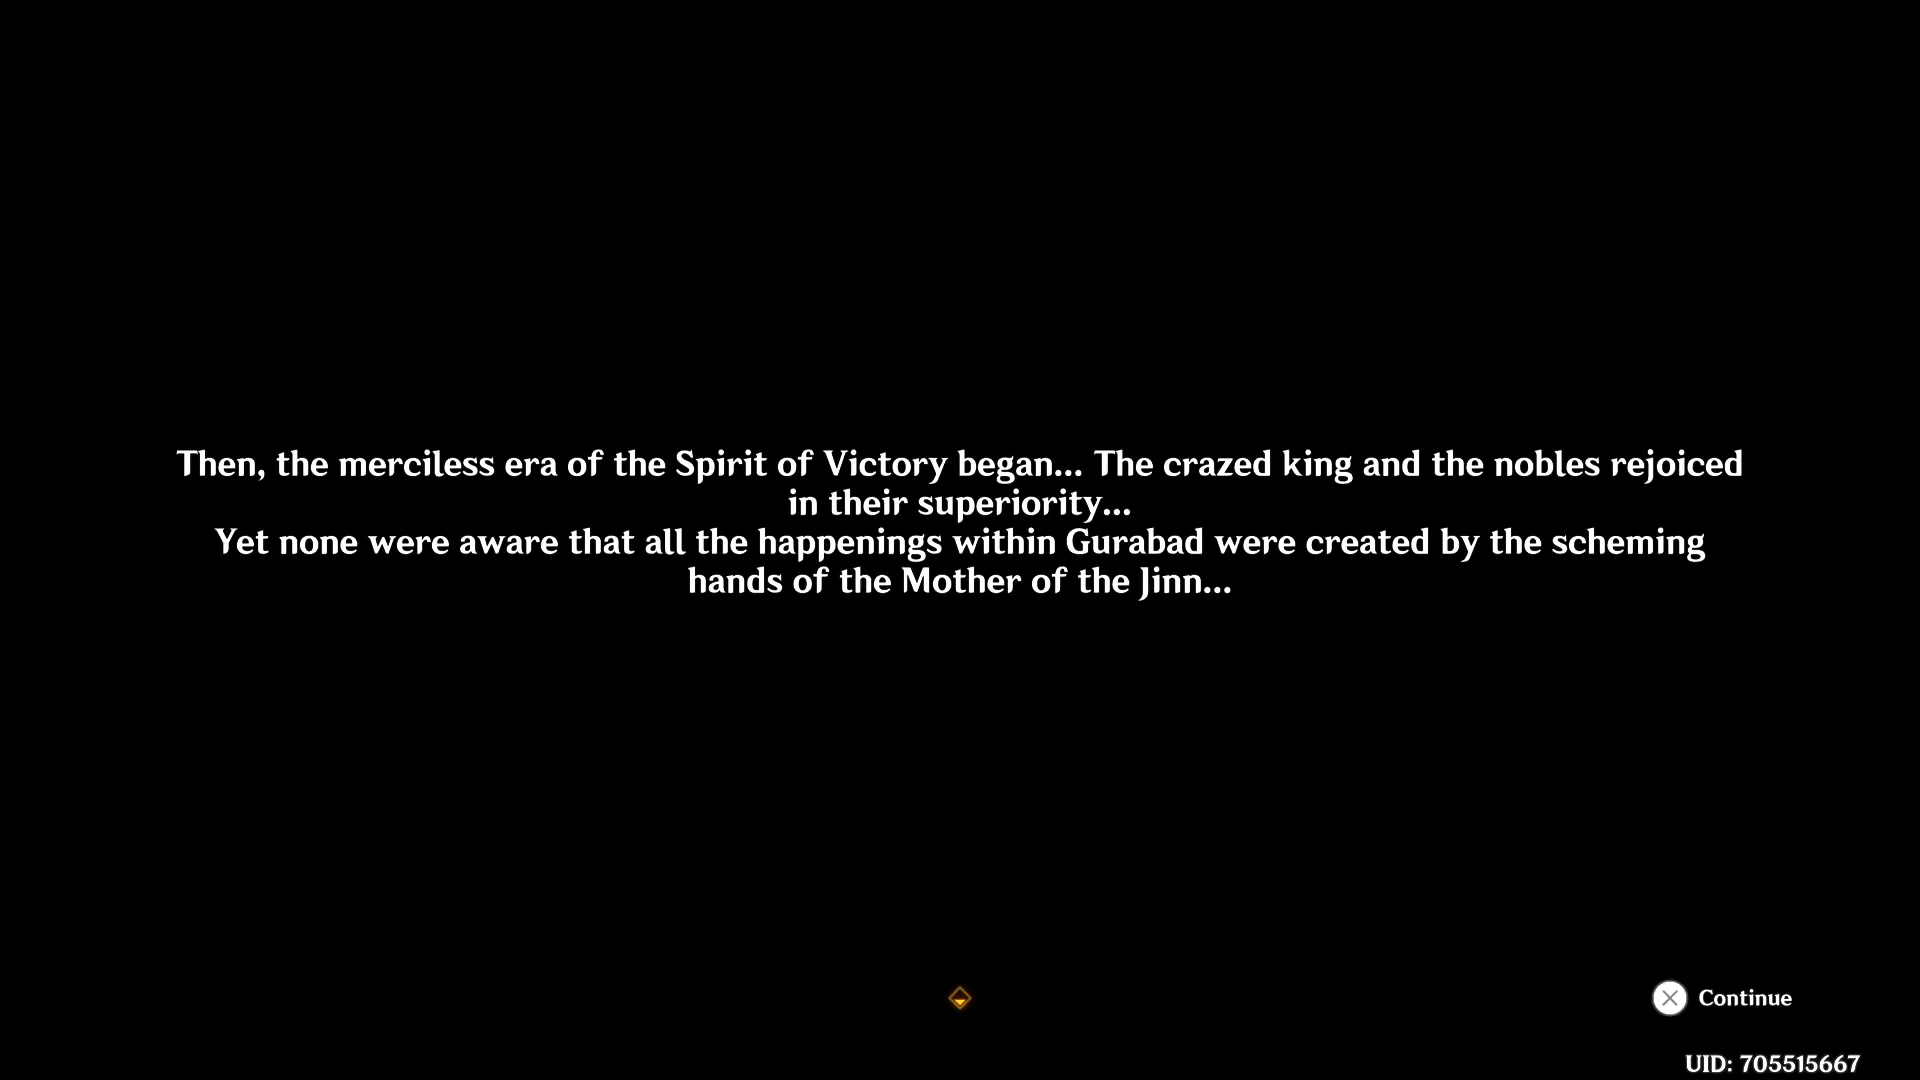 Then, the merciless era of the Spirit of Victory began... The crazed king and the nobles rejoiced
in their superiority...
Yet none were aware that all the happenings within Gurabad were created by the scheming
hands of the Mother of the Jinn...
Continue
UID: 705515667